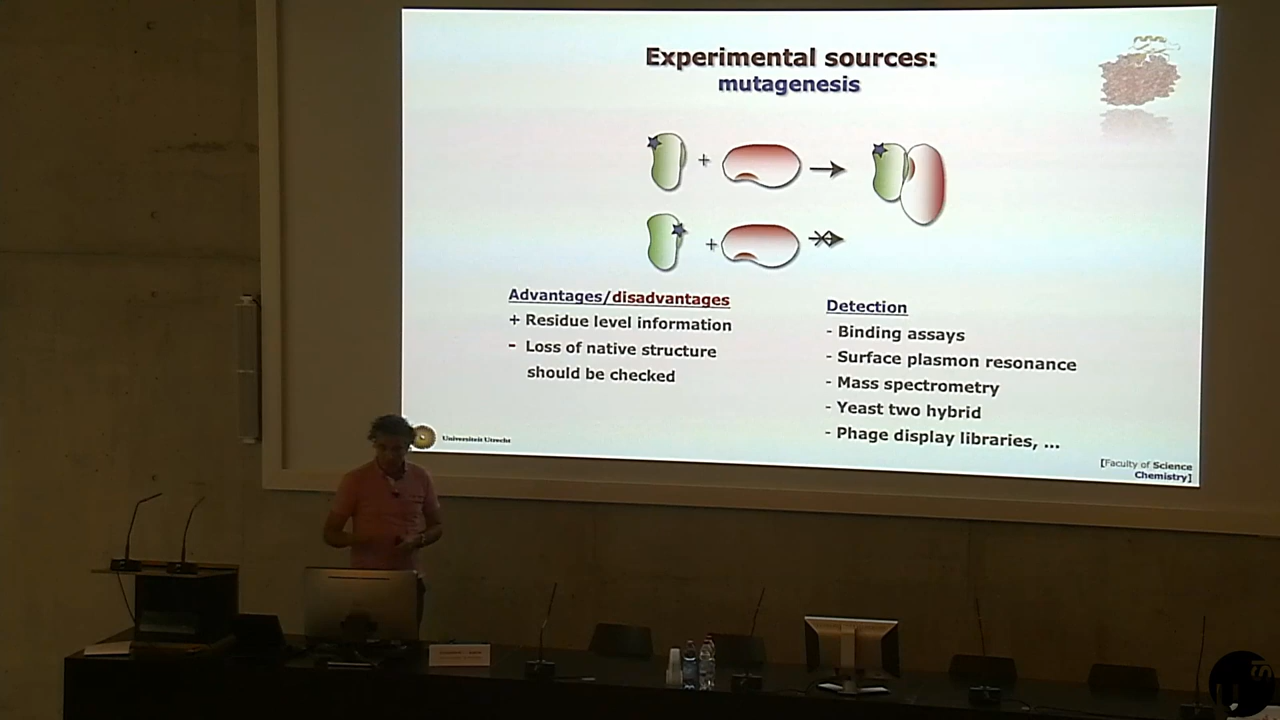 Experimental sources:
mutagenesis
+
+
Advantages/disadvantages
+ Residue level information
- Loss of native structure
should be checked
Detection
- Binding assays
- Surface plasmon resonance
- Mass spectrometry
- Yeast two hybrid
- Phage display libraries, ...
Universiteit Utrecht
[Faculty of Science
Chemistry]